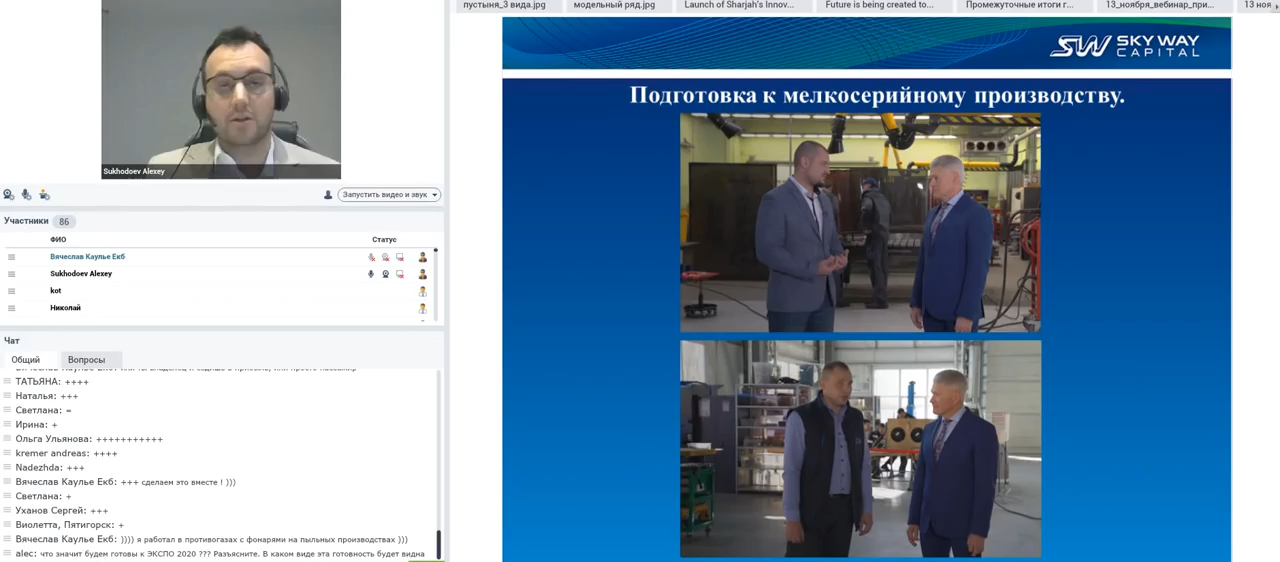 Sukhodoev Alexey
Запустить видео и звук
Участники 86
ФИО Статус
Вячеслав Каулье Екб
Sukhodoev Alexey
kot
Николай
Чат
Общий Вопросы
ТАТЬЯНА: ++++
Наталья: +++
Светлана: =
Ирина: +
Ольга Ульянова: +++++++++++
kremer andreas: ++++
Nadezhda: +++
Вячеслав Каулье Екб: +++ сделаем это вместе ! )))
Светлана: +
Уханов Сергей: +++
Виолетта, Пятигорск: +
Вячеслав Каулье Екб: )))) я работал в противогазах с фонарями на пыльных производствах )))
alec: что значит будем готовы к ЭКСПО 2020 ??? Разъясните. В каком виде эта готовность будет видна
пустыня_3 вида.jpg модельный ряд.jpg Launch of Sharjah's Innov... Future is being created to... Промежуточные итоги г... 13_ноября_вебинар_при... 13 ноя
SW SKY WAY
CAPITAL
Подготовка к мелкосерийному производству.